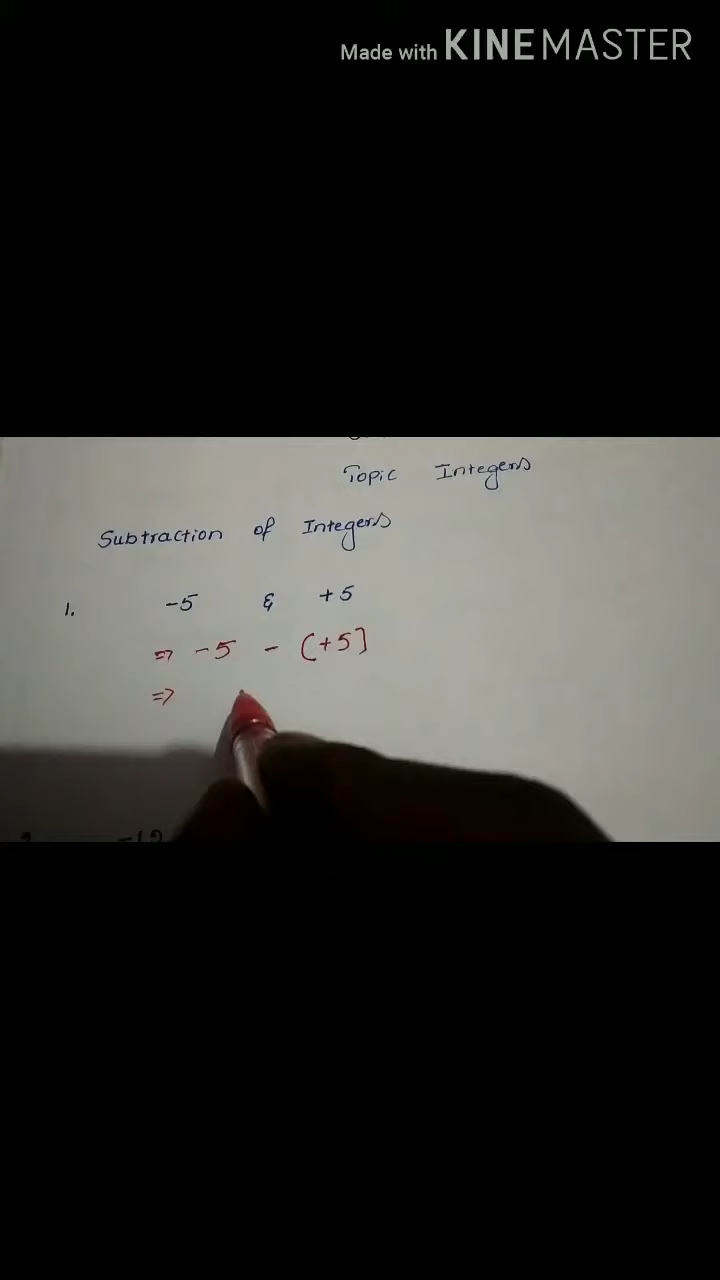 Made with KINEMASTER
Topic Integers
Subtraction of Integers
1. -5 & +5
⇒ -5 - (+5]
⇒